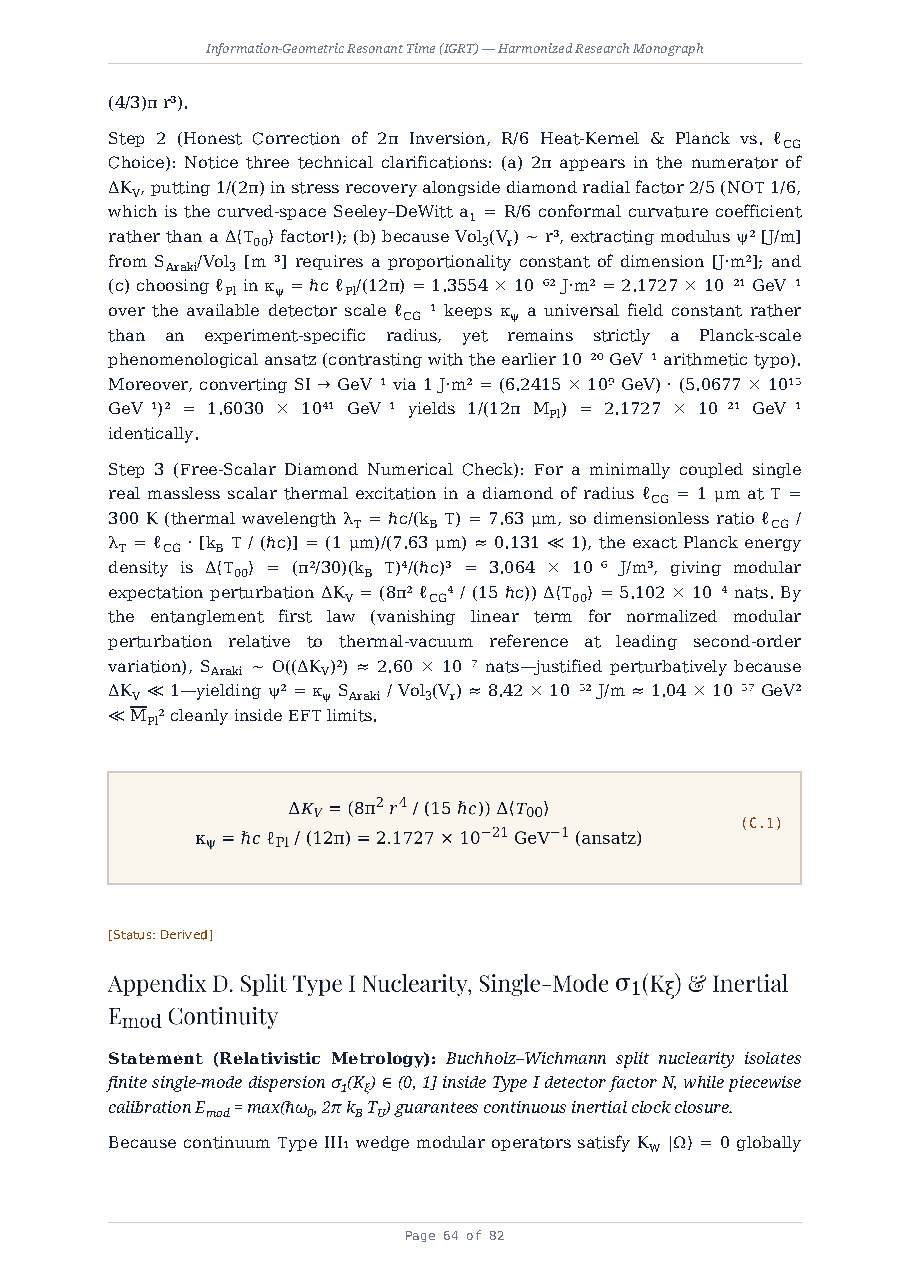 Information-Geometric Resonant Time (IGRT) — Harmonized Research Monograph
(4/3)π r³).
Step 2 (Honest Correction of 2π Inversion, R/6 Heat-Kernel & Planck vs. ℓCG
Choice): Notice three technical clarifications: (a) 2π appears in the numerator of
ΔKV, putting 1/(2π) in stress recovery alongside diamond radial factor 2/5 (NOT 1/6,
which is the curved-space Seeley–DeWitt a₁ = R/6 conformal curvature coefficient
rather than a Δ⟨T₀₀⟩ factor!); (b) because Vol₃(Vr) ~ r³, extracting modulus ψ² [J/m]
from SAraki/Vol₃ [m ³] requires a proportionality constant of dimension [J·m²]; and
(c) choosing ℓPl in κψ = ℏc ℓPl/(12π) = 1.3554 × 10 ⁶² J·m² = 2.1727 × 10 ²¹ GeV ¹
over the available detector scale ℓCG ¹ keeps κψ a universal field constant rather
than an experiment-specific radius, yet remains strictly a Planck-scale
phenomenological ansatz (contrasting with the earlier 10 ²⁰ GeV ¹ arithmetic typo).
Moreover, converting SI → GeV ¹ via 1 J·m² = (6.2415 × 10⁹ GeV) · (5.0677 × 10¹⁵
GeV ¹)² = 1.6030 × 10⁴¹ GeV ¹ yields 1/(12π MPl) = 2.1727 × 10 ²¹ GeV ¹
identically.
Step 3 (Free-Scalar Diamond Numerical Check): For a minimally coupled single
real massless scalar thermal excitation in a diamond of radius ℓCG = 1 μm at T =
300 K (thermal wavelength λT = ℏc/(kB T) = 7.63 μm, so dimensionless ratio ℓCG /
λT = ℓCG · [kB T / (ℏc)] = (1 μm)/(7.63 μm) ≈ 0.131 ≪ 1), the exact Planck energy
density is Δ⟨T₀₀⟩ = (π²/30)(kB T)⁴/(ℏc)³ = 3.064 × 10 ⁶ J/m³, giving modular
expectation perturbation ΔKV = (8π² ℓCG⁴ / (15 ℏc)) Δ⟨T₀₀⟩ = 5.102 × 10 ⁴ nats. By
the entanglement first law (vanishing linear term for normalized modular
perturbation relative to thermal-vacuum reference at leading second-order
variation), SAraki ~ O((ΔKV)²) ≈ 2.60 × 10 ⁷ nats—justified perturbatively because
ΔKV ≪ 1—yielding ψ² = κψ SAraki / Vol₃(Vr) ≈ 8.42 × 10 ⁵² J/m ≈ 1.04 × 10 ⁵⁷ GeV²
≪ M̅Pl² cleanly inside EFT limits.
ΔKV = (8π² r⁴ / (15 ℏc)) Δ⟨T₀₀⟩
κψ = ℏc ℓPl / (12π) = 2.1727 × 10⁻²¹ GeV⁻¹ (ansatz)
(C.1)
[Status: Derived]
Appendix D. Split Type I Nuclearity, Single-Mode σ₁(Kξ) & Inertial
Emod Continuity
Statement (Relativistic Metrology): Buchholz–Wichmann split nuclearity isolates
finite single-mode dispersion σ₁(Kξ) ∈ (0, 1] inside Type I detector factor N, while piecewise
calibration Emod = max(ℏω₀, 2π kB TU) guarantees continuous inertial clock closure.
Because continuum Type III₁ wedge modular operators satisfy KW |Ω⟩ = 0 globally
Page 64 of 82